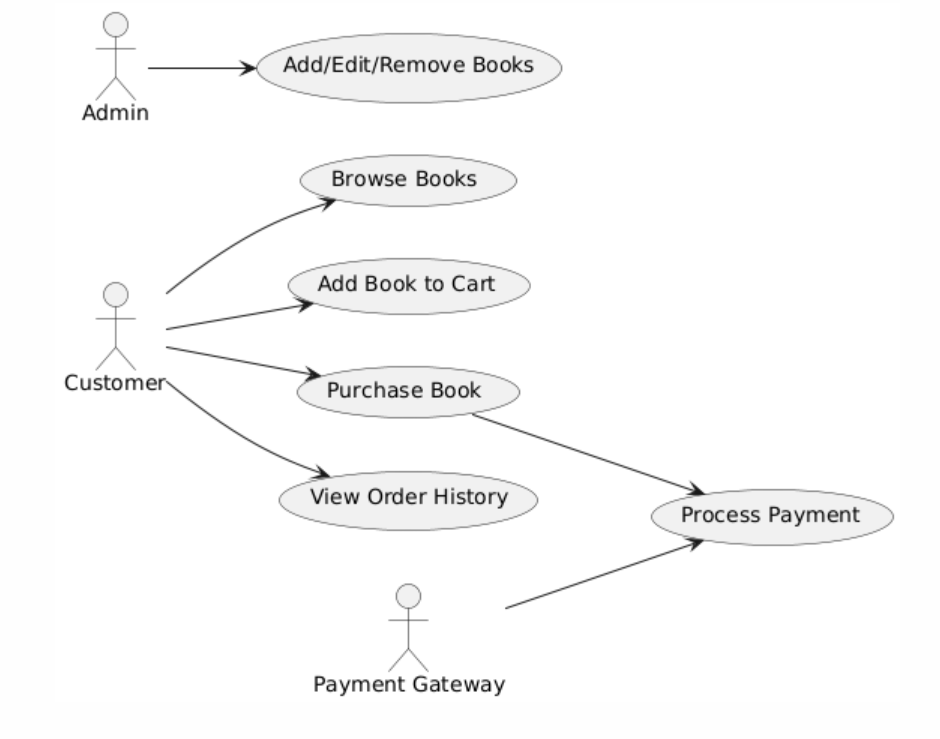 Add/Edit/Remove Books
Admin
Browse Books
Add Book to Cart
Customer
Purchase Book
View Order History
Process Payment
Payment Gateway